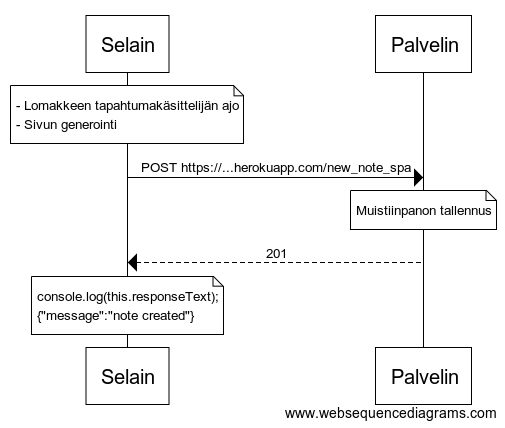 Selain
Palvelin
- Lomakkeen tapahtumakäsittelijän ajo
- Sivun generointi
POST https://...herokuapp.com/new_note_spa
Muistiinpanon tallennus
201
console.log(this.responseText);
{"message":"note created"}
Selain
Palvelin
www.websequencediagrams.com